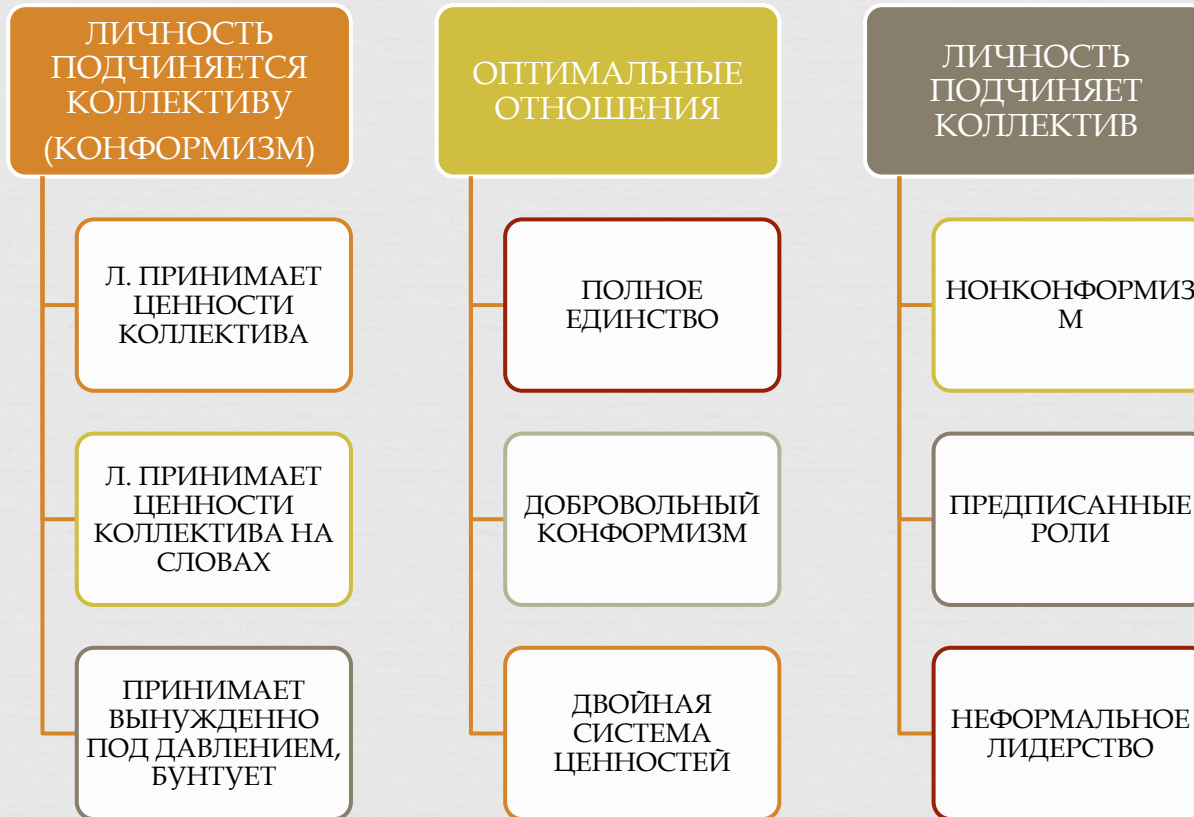 ЛИЧНОСТЬ
ПОДЧИНЯЕТСЯ
КОЛЛЕКТИВУ
(КОНФОРМИЗМ)
Л. ПРИНИМАЕТ
ЦЕННОСТИ
КОЛЛЕКТИВА
Л. ПРИНИМАЕТ
ЦЕННОСТИ
КОЛЛЕКТИВА НА
СЛОВАХ
ПРИНИМАЕТ
ВЫНУЖДЕННО
ПОД ДАВЛЕНИЕМ,
БУНТУЕТ
ОПТИМАЛЬНЫЕ
ОТНОШЕНИЯ
ПОЛНОЕ
ЕДИНСТВО
ДОБРОВОЛЬНЫЙ
КОНФОРМИЗМ
ДВОЙНАЯ
СИСТЕМА
ЦЕННОСТЕЙ
ЛИЧНОСТЬ
ПОДЧИНЯЕТ
КОЛЛЕКТИВ
НОНКОНФОРМИЗ
М
ПРЕДПИСАННЫЕ
РОЛИ
НЕФОРМАЛЬНОЕ
ЛИДЕРСТВО